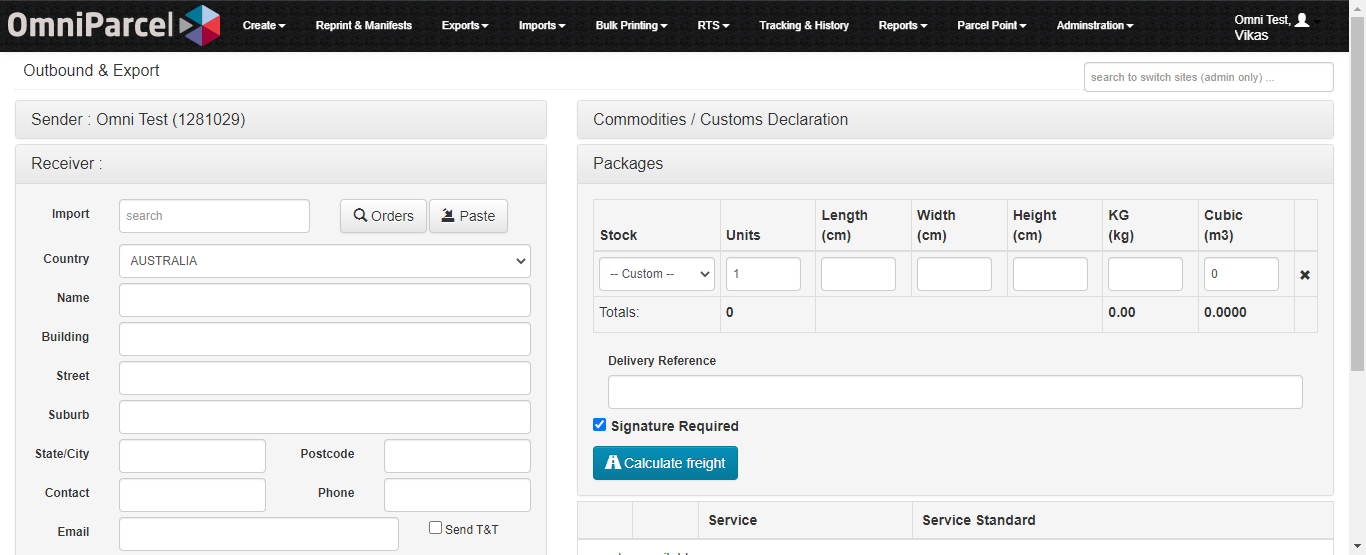 OmniParcel
Create Reprint & Manifests Exports Imports Bulk Printing RTS Tracking & History Reports Parcel Point Adminstration
Omni Test,
Vikas
Outbound & Export
search to switch sites (admin only) ...
Sender : Omni Test (1281029)
Receiver :
Import search Orders Paste
Country AUSTRALIA
Name
Building
Street
Suburb
State/City Postcode
Contact Phone
Email Send T&T
Commodities / Customs Declaration
Packages
Stock Units Length (cm) Width (cm) Height (cm) KG (kg) Cubic (m3)
-- Custom -- 1 0
Totals: 0 0.00 0.0000
Delivery Reference
Signature Required
Calculate freight
Service Service Standard